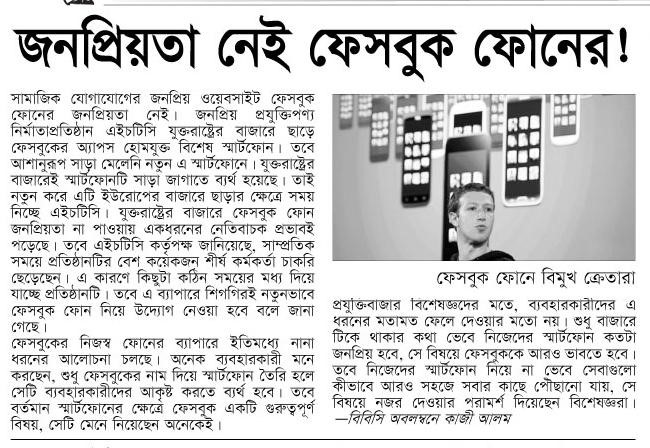 জনপ্রিয়তা নেই ফেসবুক ফোনের!
সামাজিক যোগাযোগের জনপ্রিয় ওয়েবসাইট ফেসবুক
ফোনের জনপ্রিয়তা নেই। জনপ্রিয় প্রযুক্তিপণ্য
নির্মাতাপ্রতিষ্ঠান এইচটিসি যুক্তরাষ্ট্রের বাজারে ছাড়ে
ফেসবুকের অ্যাপস হোমযুক্ত বিশেষ স্মার্টফোন। তবে
আশানুরূপ সাড়া মেলেনি নতুন এ স্মার্টফোনে। যুক্তরাষ্ট্রের
বাজারেই স্মার্টফোনটি সাড়া জাগাতে ব্যর্থ হয়েছে। তাই
নতুন করে এটি ইউরোপের বাজারে ছাড়ার ক্ষেত্রে সময়
নিচ্ছে এইচটিসি। যুক্তরাষ্ট্রের বাজারে ফেসবুক ফোন
জনপ্রিয়তা না পাওয়ায় একধরনের নেতিবাচক প্রভাবই
পড়েছে। তবে এইচটিসি কর্তৃপক্ষ জানিয়েছে, সাম্প্রতিক
সময়ে প্রতিষ্ঠানটির বেশ কয়েকজন শীর্ষ কর্মকর্তা চাকরি
ছেড়েছেন। এ কারণে কিছুটা কঠিন সময়ের মধ্য দিয়ে
যাচ্ছে প্রতিষ্ঠানটি। তবে এ ব্যাপারে শিগগিরই নতুনভাবে
ফেসবুক ফোন নিয়ে উদ্যোগ নেওয়া হবে বলে জানা
গেছে।
ফেসবুকের নিজস্ব ফোনের ব্যাপারে ইতিমধ্যে নানা
ধরনের আলোচনা চলছে। অনেক ব্যবহারকারী মনে
করছেন, শুধু ফেসবুকের নাম দিয়ে স্মার্টফোন তৈরি হলে
সেটি ব্যবহারকারীদের আকৃষ্ট করতে ব্যর্থ হবে। তবে
বর্তমান স্মার্টফোনের ক্ষেত্রে ফেসবুক একটি গুরুত্বপূর্ণ
বিষয়, সেটি মেনে নিয়েছেন অনেকেই।
ফেসবুক ফোনে বিমুখ ক্রেতারা
প্রযুক্তিবাজার বিশেষজ্ঞদের মতে, ব্যবহারকারীদের এ
ধরনের মতামত ফেলে দেওয়ার মতো নয়। শুধু বাজারে
টিকে থাকার কথা ভেবে নিজেদের স্মার্টফোন কতটা
জনপ্রিয় হবে, সে বিষয়ে ফেসবুককে আরও ভাবতে হবে।
তবে নিজেদের স্মার্টফোন নিয়ে না ভেবে সেবাগুলো
কীভাবে আরও সহজে সবার কাছে পৌঁছানো যায়, সে
বিষয়ে নজর দেওয়ার পরামর্শ দিয়েছেন বিশেষজ্ঞরা।
—বিবিসি অবলম্বনে কাজী আলম